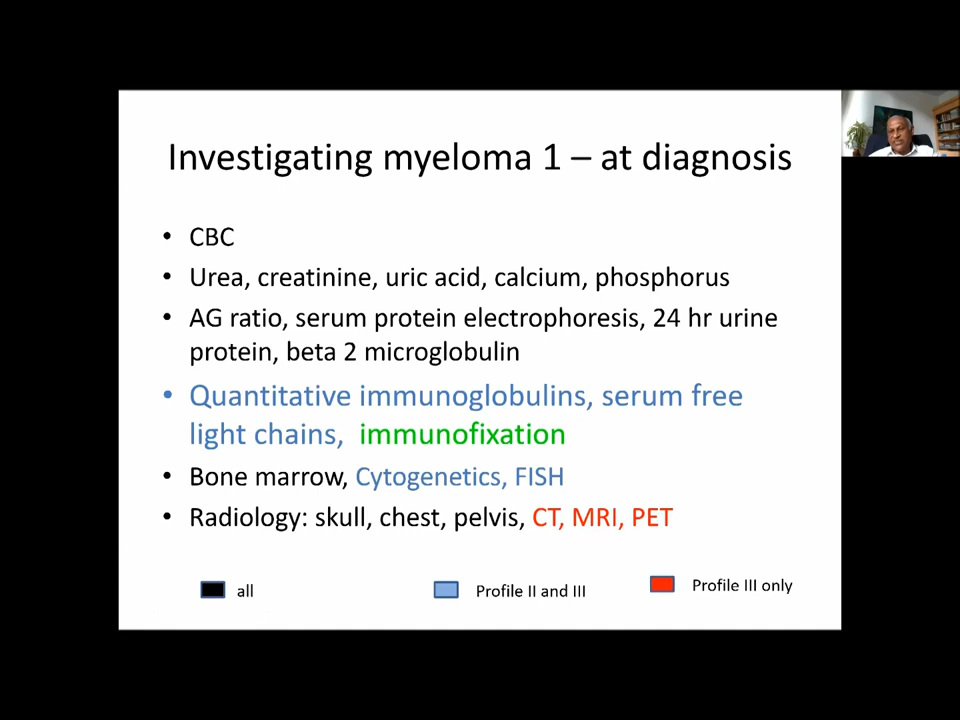 Investigating myeloma 1 – at diagnosis
• CBC
• Urea, creatinine, uric acid, calcium, phosphorus
• AG ratio, serum protein electrophoresis, 24 hr urine
protein, beta 2 microglobulin
• Quantitative immunoglobulins, serum free
light chains, immunofixation
• Bone marrow, Cytogenetics, FISH
• Radiology: skull, chest, pelvis, CT, MRI, PET
all
Profile II and III
Profile III only